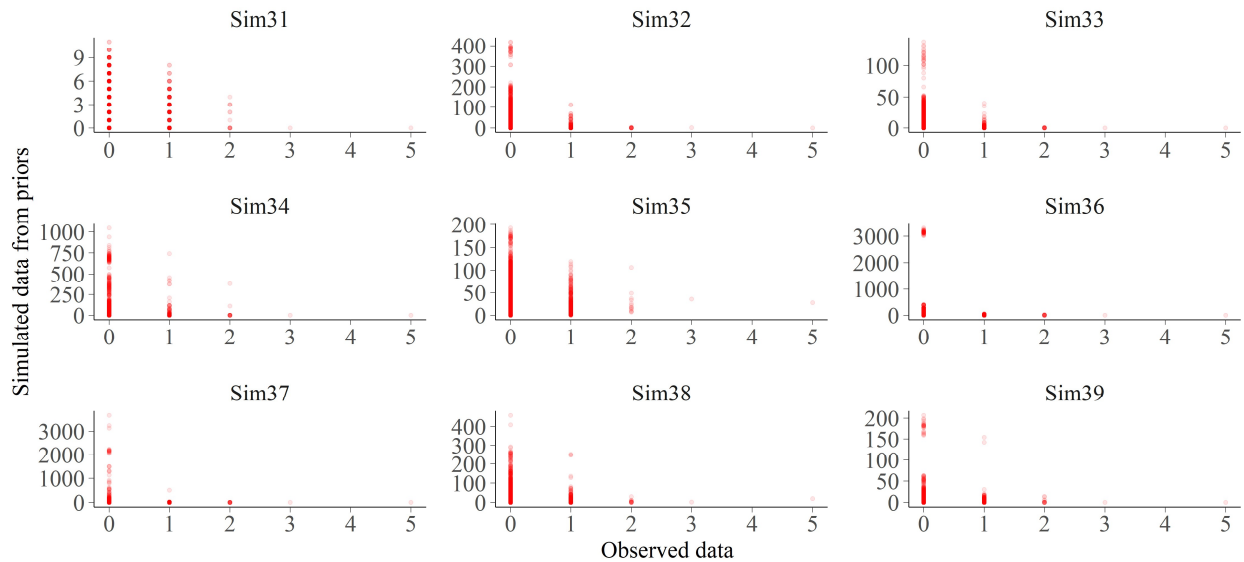 Sim31 Sim32 Sim33
9 400 100
6 300
3 200 50
0 100 0
0
0 1 2 3 4 5 0 1 2 3 4 5 0 1 2 3 4 5
Simulated data from priors
Sim34 Sim35 Sim36
1000 200 3000
750 150 2000
500 100 1000
250 50 0
0 0
0 1 2 3 4 5 0 1 2 3 4 5 0 1 2 3 4 5
Sim37 Sim38 Sim39
3000 400 200
2000 300 150
1000 200 100
0 100 50
0 0
0 1 2 3 4 5 0 1 2 3 4 5 0 1 2 3 4 5
Observed data